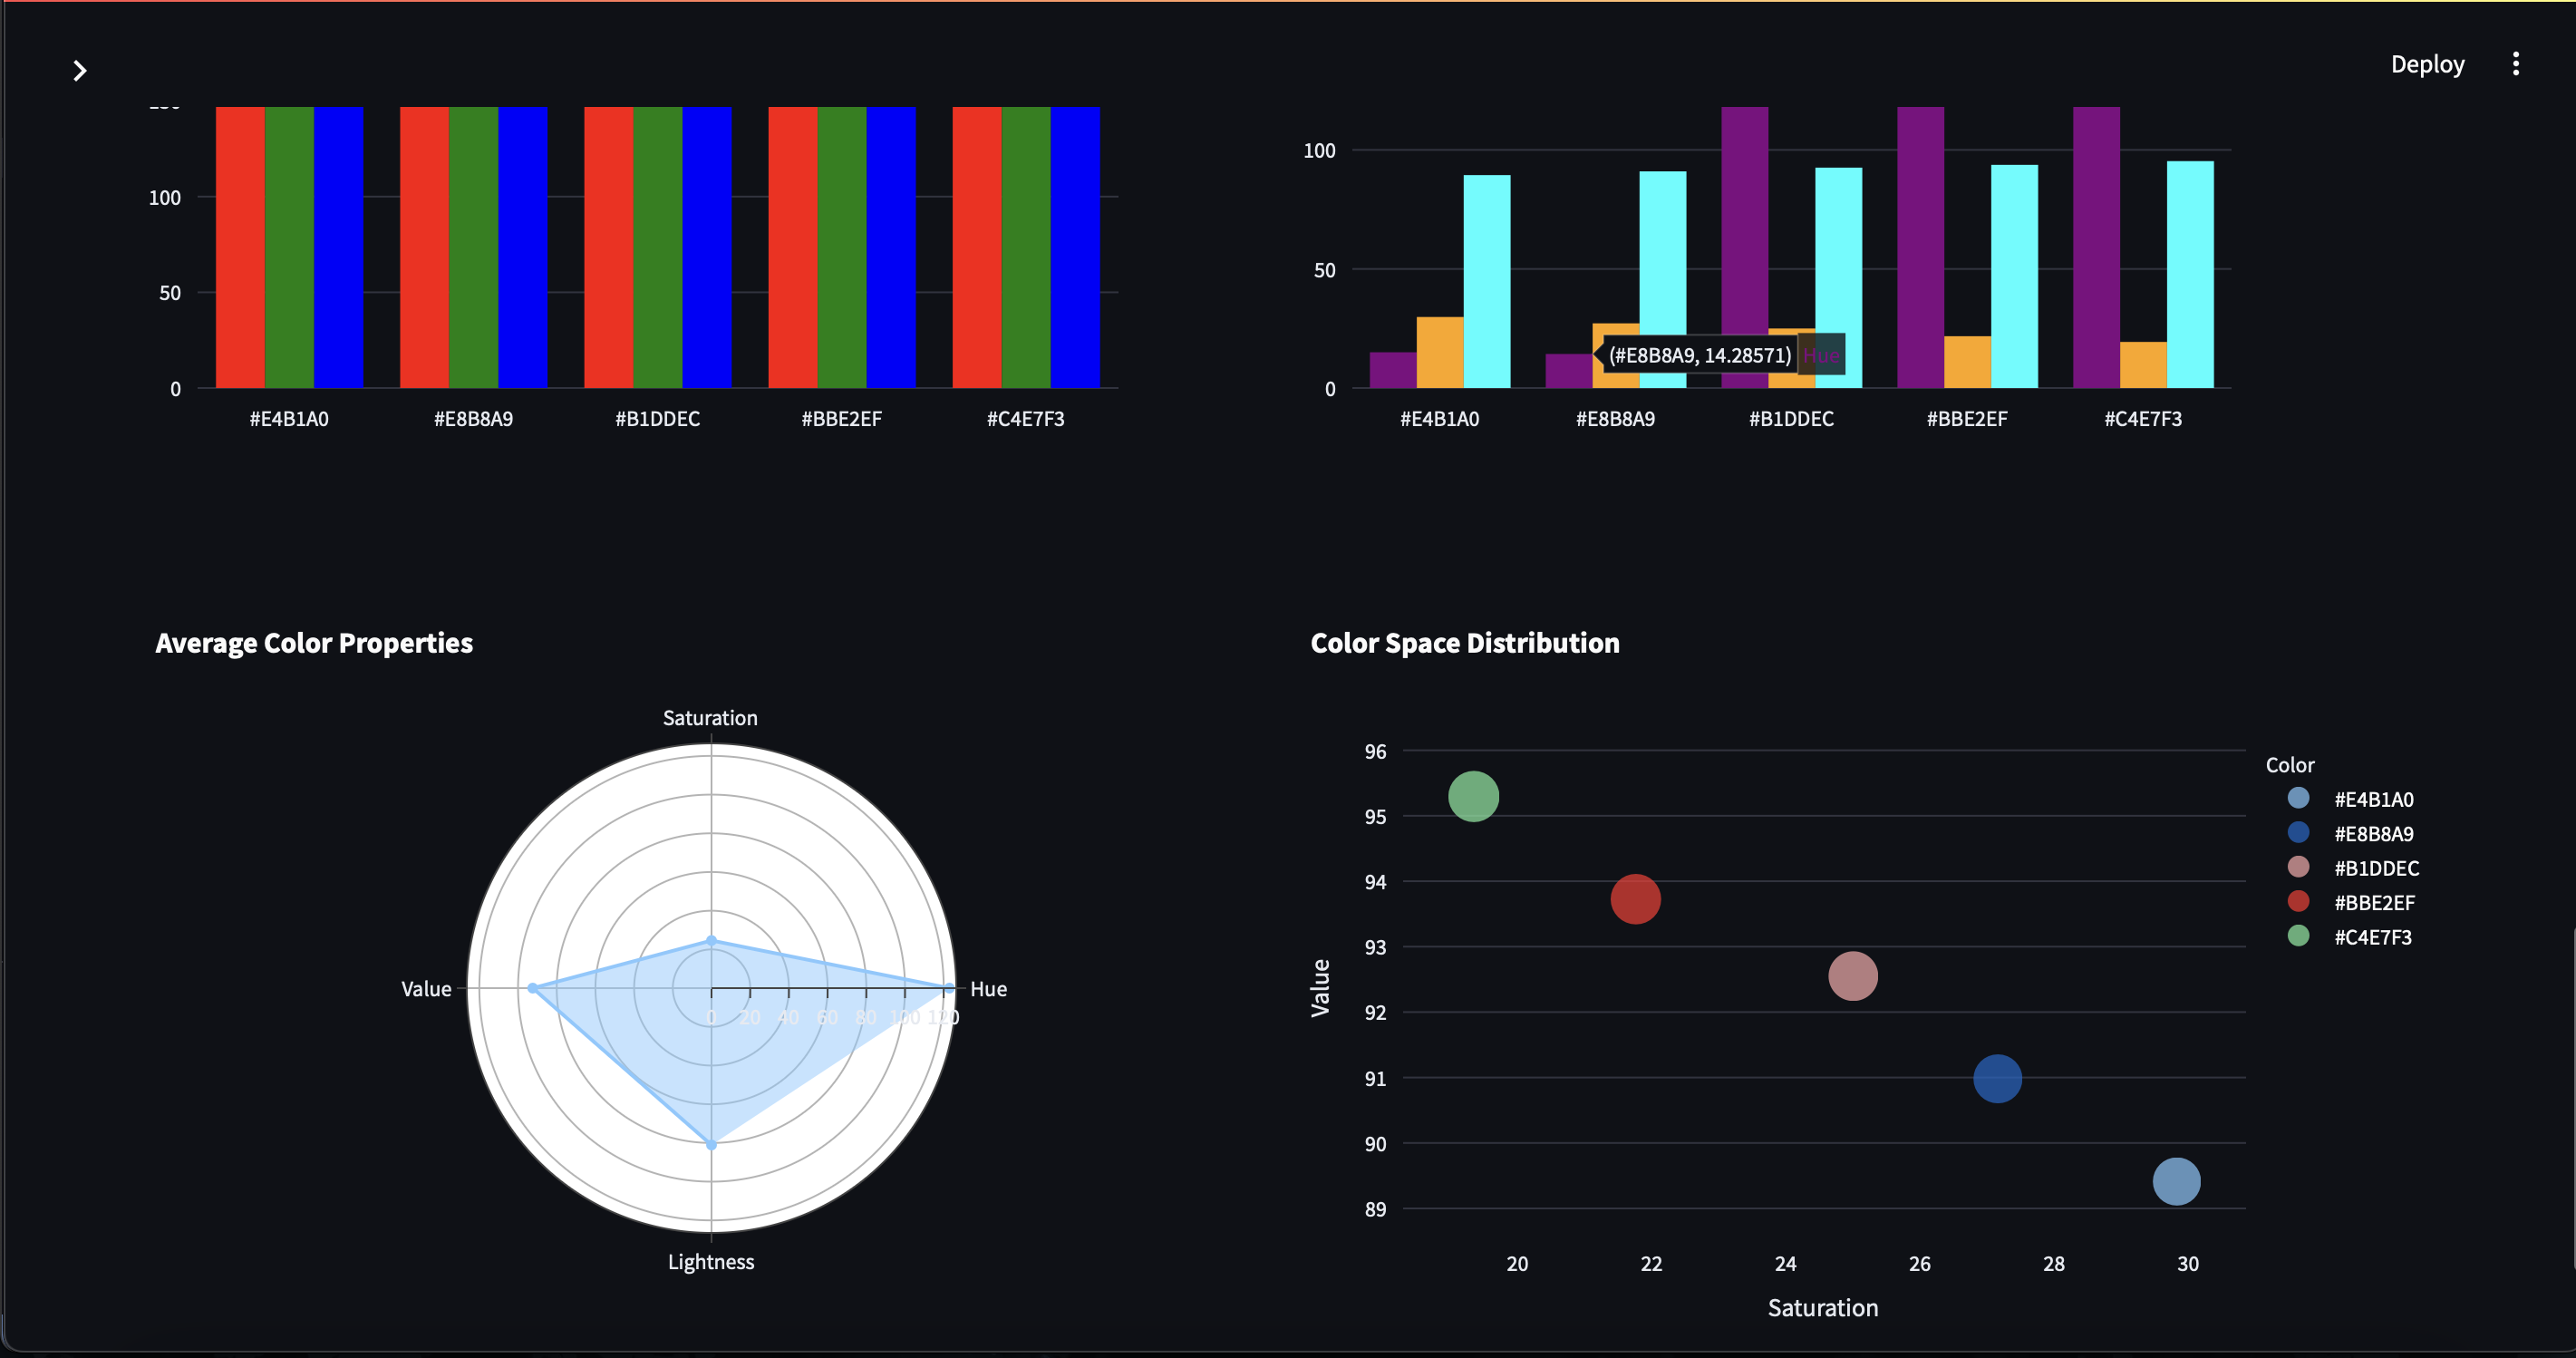 Deploy
100
50
0
#E4B1A0 #E8B8A9 #B1DDEC #BBE2EF #C4E7F3
100
50
0
(#E8B8A9, 14.28571) Hue
#E4B1A0 #E8B8A9 #B1DDEC #BBE2EF #C4E7F3
Average Color Properties
Saturation
Value
Hue
0 20 40 60 80 100 120
Lightness
Color Space Distribution
96
95
94
93
92
91
90
89
Value
20 22 24 26 28 30
Saturation
Color
#E4B1A0
#E8B8A9
#B1DDEC
#BBE2EF
#C4E7F3